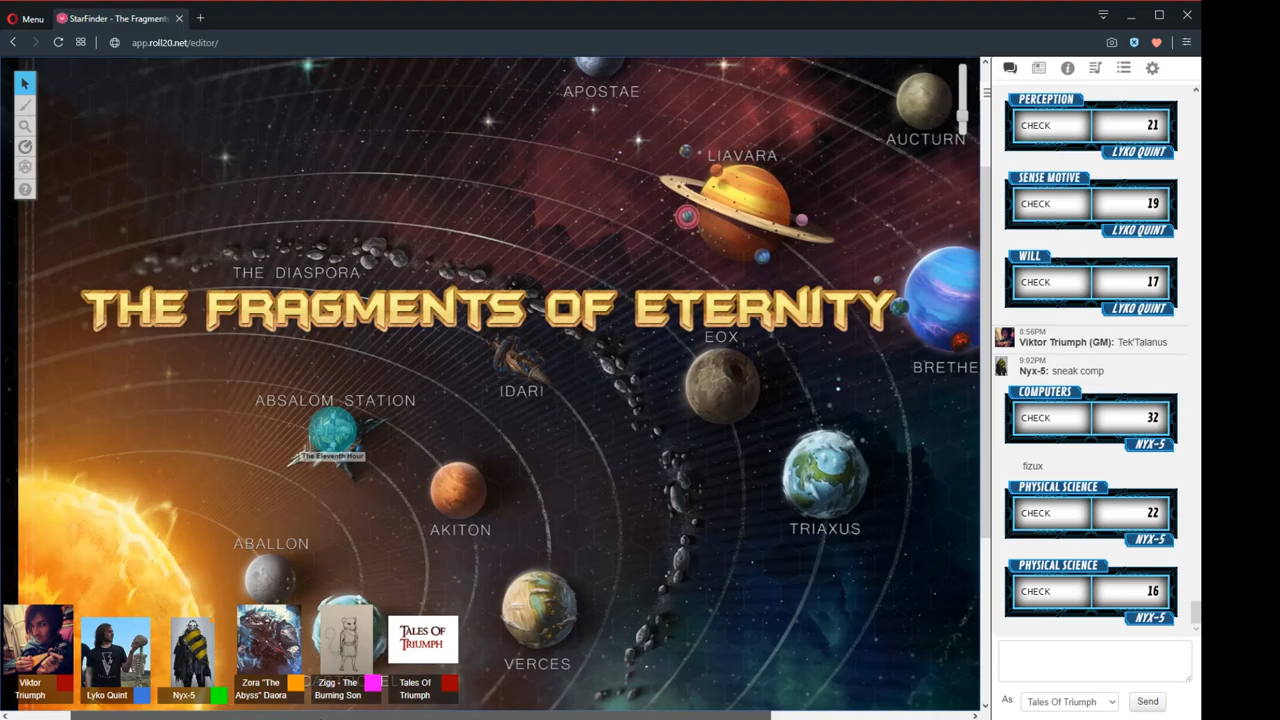 Menu
StarFinder - The Fragments
app.roll20.net/editor/
APOSTAE
AUCTURN
LIAVARA
THE DIASPORA
THE FRAGMENTS OF ETERNITY
EOX
BRETHE
IDARI
ABSALOM STATION
The Eleventh Hour
AKITON
TRIAXUS
ABALLON
VERCES
Viktor Triumph
Lyko Quint
Nyx-5
Zora "The Abyss" Daora
Zigg - The Burning Son
TALES OF
TRIUMPH
Tales Of Triumph
PERCEPTION
CHECK 21
LYKO QUINT
SENSE MOTIVE
CHECK 19
LYKO QUINT
WILL
CHECK 17
LYKO QUINT
8:56PM
Viktor Triumph (GM): Tek'Talanus
9:02PM
Nyx-5: sneak comp
COMPUTERS
CHECK 32
NYX-5
fizux
PHYSICAL SCIENCE
CHECK 22
NYX-5
PHYSICAL SCIENCE
CHECK 16
NYX-5
As: Tales Of Triumph Send